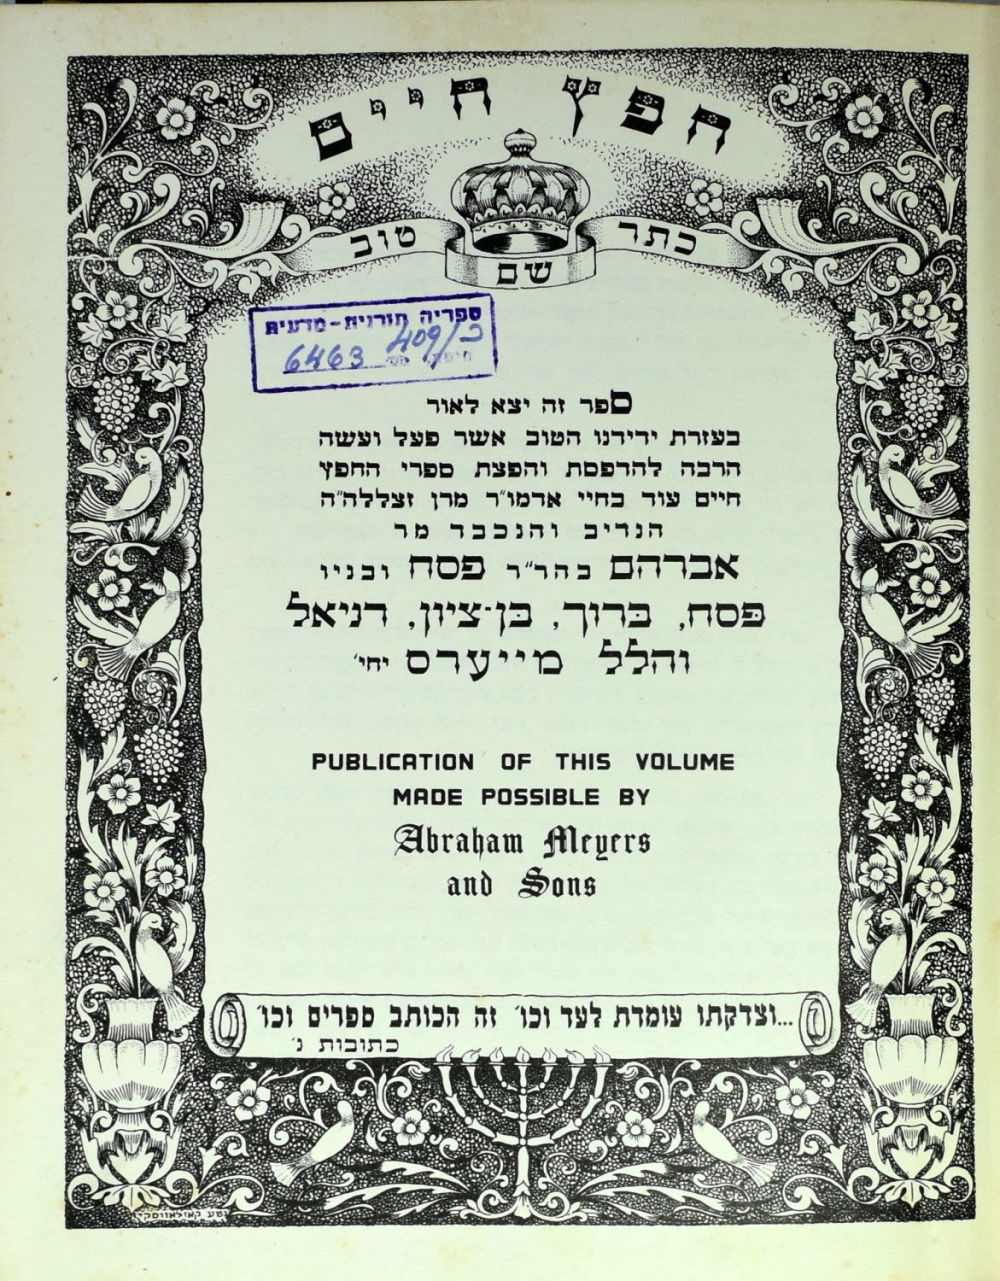 חפץ חיים
כתר שם טוב
ספריה תורנית - מדעית
חיפה,
409/כ
6463
ספר זה יצא לאור
בעזרת ידידנו הטוב אשר פעל ועשה
הרבה להדפסת והפצת ספרי החפץ
חיים עוד בחיי אדמו״ר מרן זצללה״ה
הנדיב והנכבד מר
אברהם בהר״ר פסח ובניו
פסח, ברוך, בן־ציון, דניאל
והלל מייערס יחי׳
PUBLICATION OF THIS VOLUME
MADE POSSIBLE BY
Abraham Meyers
and Sons
...וצדקתו עומדת לעד וכו׳ זה הכותב ספרים וכו׳
כתובות נ׳